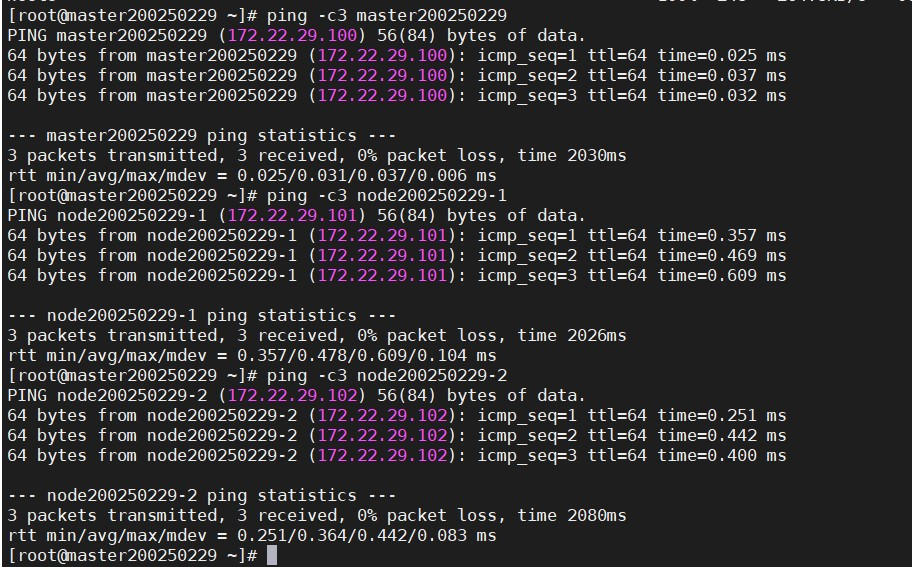 [root@master200250229 ~]# ping -c3 master200250229
PING master200250229 (172.22.29.100) 56(84) bytes of data.
64 bytes from master200250229 (172.22.29.100): icmp_seq=1 ttl=64 time=0.025 ms
64 bytes from master200250229 (172.22.29.100): icmp_seq=2 ttl=64 time=0.037 ms
64 bytes from master200250229 (172.22.29.100): icmp_seq=3 ttl=64 time=0.032 ms
--- master200250229 ping statistics ---
3 packets transmitted, 3 received, 0% packet loss, time 2030ms
rtt min/avg/max/mdev = 0.025/0.031/0.037/0.006 ms
[root@master200250229 ~]# ping -c3 node200250229-1
PING node200250229-1 (172.22.29.101) 56(84) bytes of data.
64 bytes from node200250229-1 (172.22.29.101): icmp_seq=1 ttl=64 time=0.357 ms
64 bytes from node200250229-1 (172.22.29.101): icmp_seq=2 ttl=64 time=0.469 ms
64 bytes from node200250229-1 (172.22.29.101): icmp_seq=3 ttl=64 time=0.609 ms
--- node200250229-1 ping statistics ---
3 packets transmitted, 3 received, 0% packet loss, time 2026ms
rtt min/avg/max/mdev = 0.357/0.478/0.609/0.104 ms
[root@master200250229 ~]# ping -c3 node200250229-2
PING node200250229-2 (172.22.29.102) 56(84) bytes of data.
64 bytes from node200250229-2 (172.22.29.102): icmp_seq=1 ttl=64 time=0.251 ms
64 bytes from node200250229-2 (172.22.29.102): icmp_seq=2 ttl=64 time=0.442 ms
64 bytes from node200250229-2 (172.22.29.102): icmp_seq=3 ttl=64 time=0.400 ms
--- node200250229-2 ping statistics ---
3 packets transmitted, 3 received, 0% packet loss, time 2080ms
rtt min/avg/max/mdev = 0.251/0.364/0.442/0.083 ms
[root@master200250229 ~]#